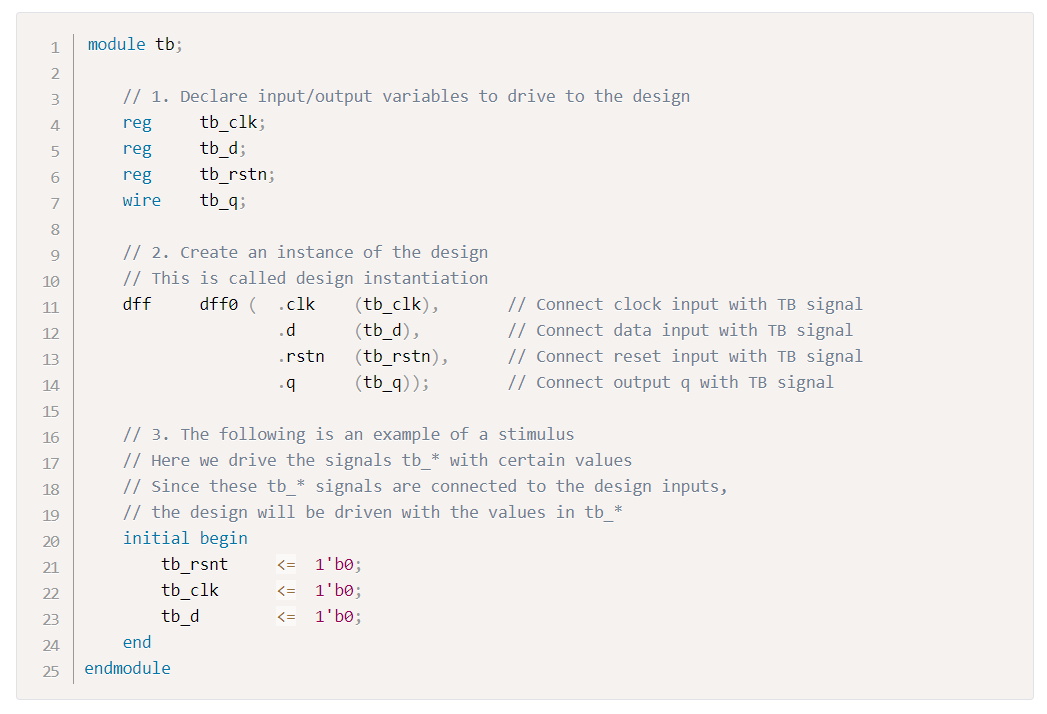 1 module tb;
2
3 // 1. Declare input/output variables to drive to the design
4 reg tb_clk;
5 reg tb_d;
6 reg tb_rstn;
7 wire tb_q;
8
9 // 2. Create an instance of the design
10 // This is called design instantiation
11 dff dff0 ( .clk (tb_clk), // Connect clock input with TB signal
12 .d (tb_d), // Connect data input with TB signal
13 .rstn (tb_rstn), // Connect reset input with TB signal
14 .q (tb_q)); // Connect output q with TB signal
15
16 // 3. The following is an example of a stimulus
17 // Here we drive the signals tb_* with certain values
18 // Since these tb_* signals are connected to the design inputs,
19 // the design will be driven with the values in tb_*
20 initial begin
21 tb_rsnt <= 1'b0;
22 tb_clk <= 1'b0;
23 tb_d <= 1'b0;
24 end
25 endmodule